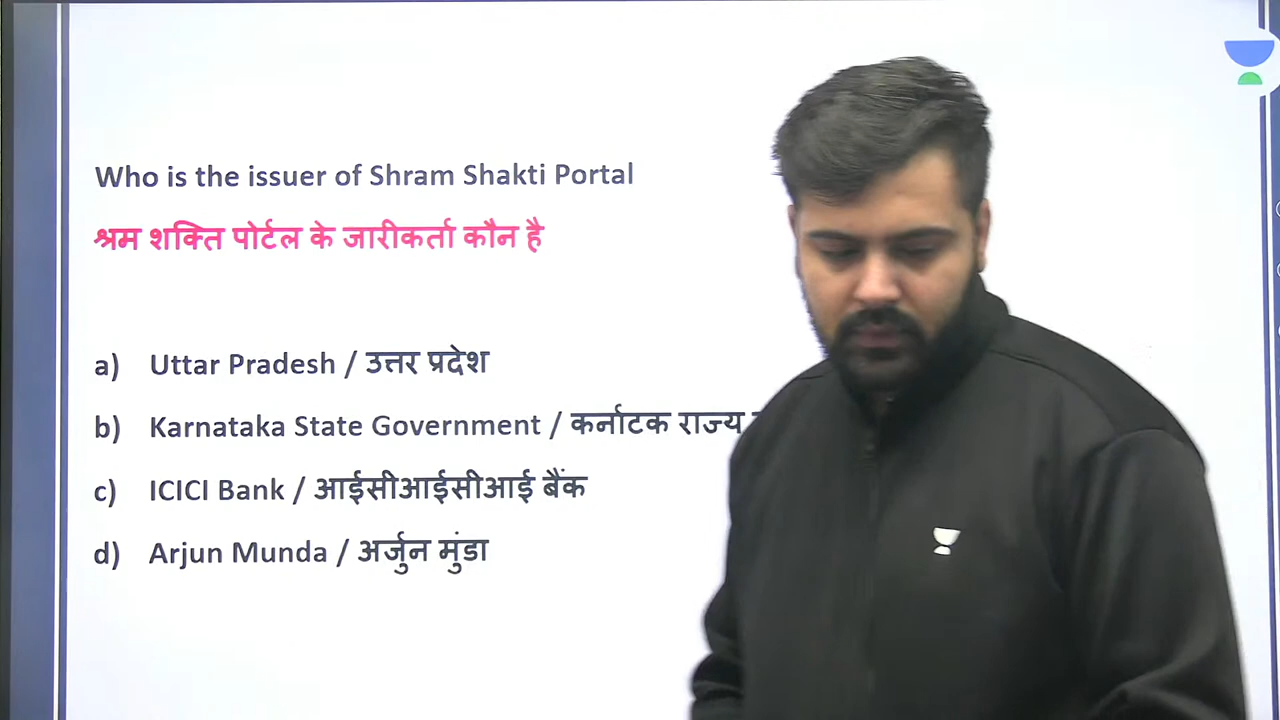 Who is the issuer of Shram Shakti Portal
श्रम शक्ति पोर्टल के जारीकर्ता कौन है
a) Uttar Pradesh / उत्तर प्रदेश
b) Karnataka State Government / कर्नाटक राज्य
c) ICICI Bank / आईसीआईसीआई बैंक
d) Arjun Munda / अर्जुन मुंडा